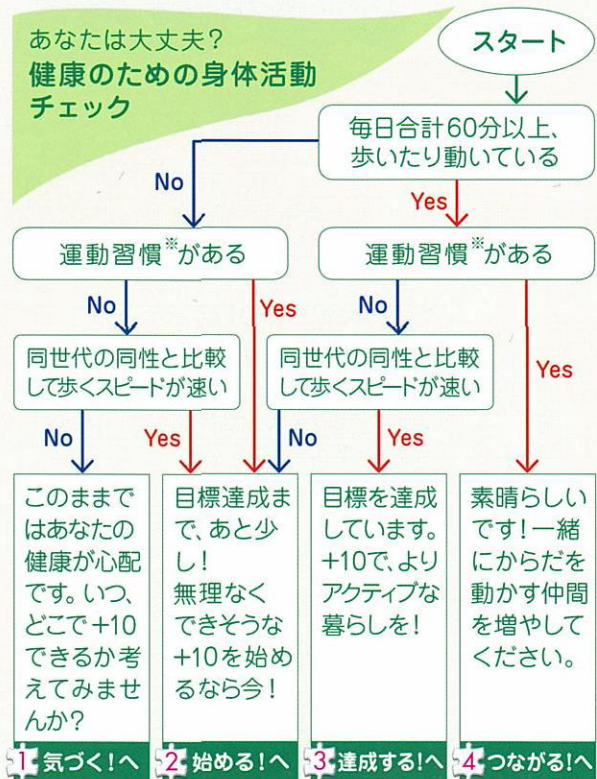 あなたは大丈夫?
健康のための身体活動
チェック
スタート
毎日合計60分以上、
歩いたり動いている
No
Yes
運動習慣※がある
運動習慣※がある
No
Yes
No
Yes
同世代の同性と比較
して歩くスピードが速い
同世代の同性と比較
して歩くスピードが速い
No
Yes
No
Yes
このままで
はあなたの
健康が心配
です。いつ、
どこで+10
できるか考
えてみませ
んか?
目標達成ま
で、あと少
し!
無理なく
できそうな
+10を始め
るなら今!
目標を達成
しています。
+10で、より
アクティブな
暮らしを!
素晴らしい
です!一緒
にからだを
動かす仲間
を増やして
ください。
1 気づく!へ
2 始める!へ
3 達成する!へ
4 つながる!へ